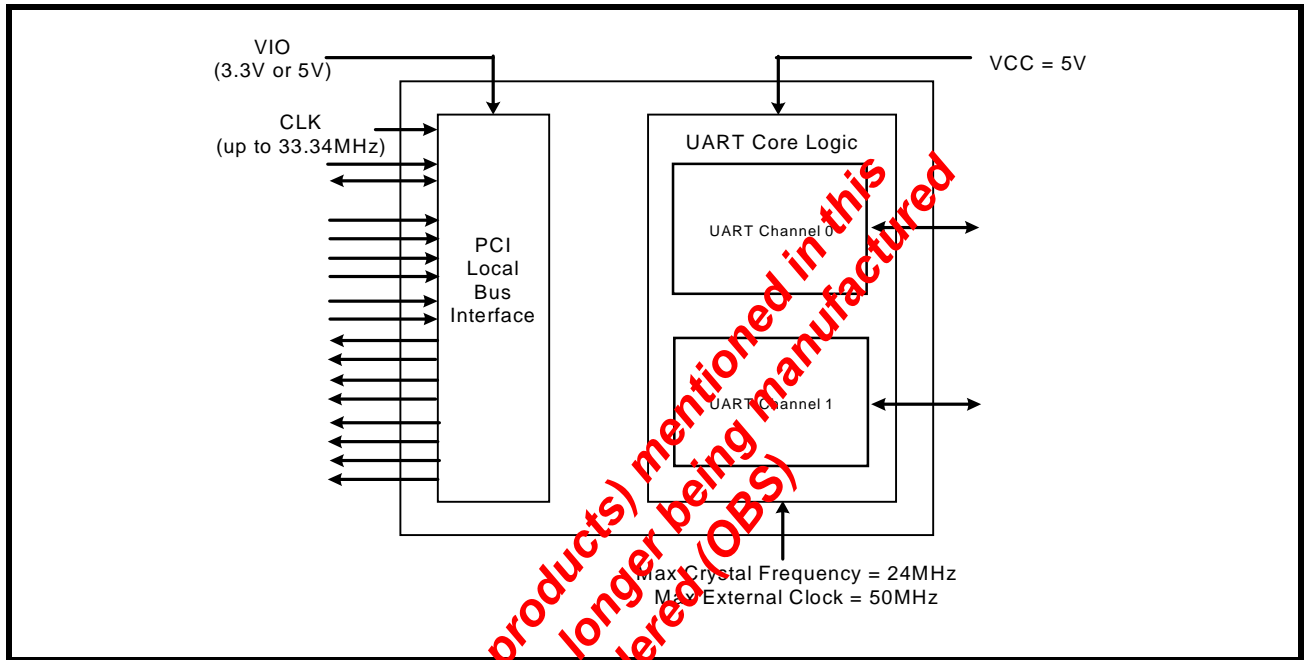 VIO
(3.3V or 5V)
VCC = 5V
CLK
(up to 33.34MHz)
UART Core Logic
UART Channel 0
PCI
Local
Bus
Interface
UART Channel 1
Max Crystal Frequency = 24MHz
Max External Clock = 50MHz
products) mentioned in this
longer being manufactured
(OBS)